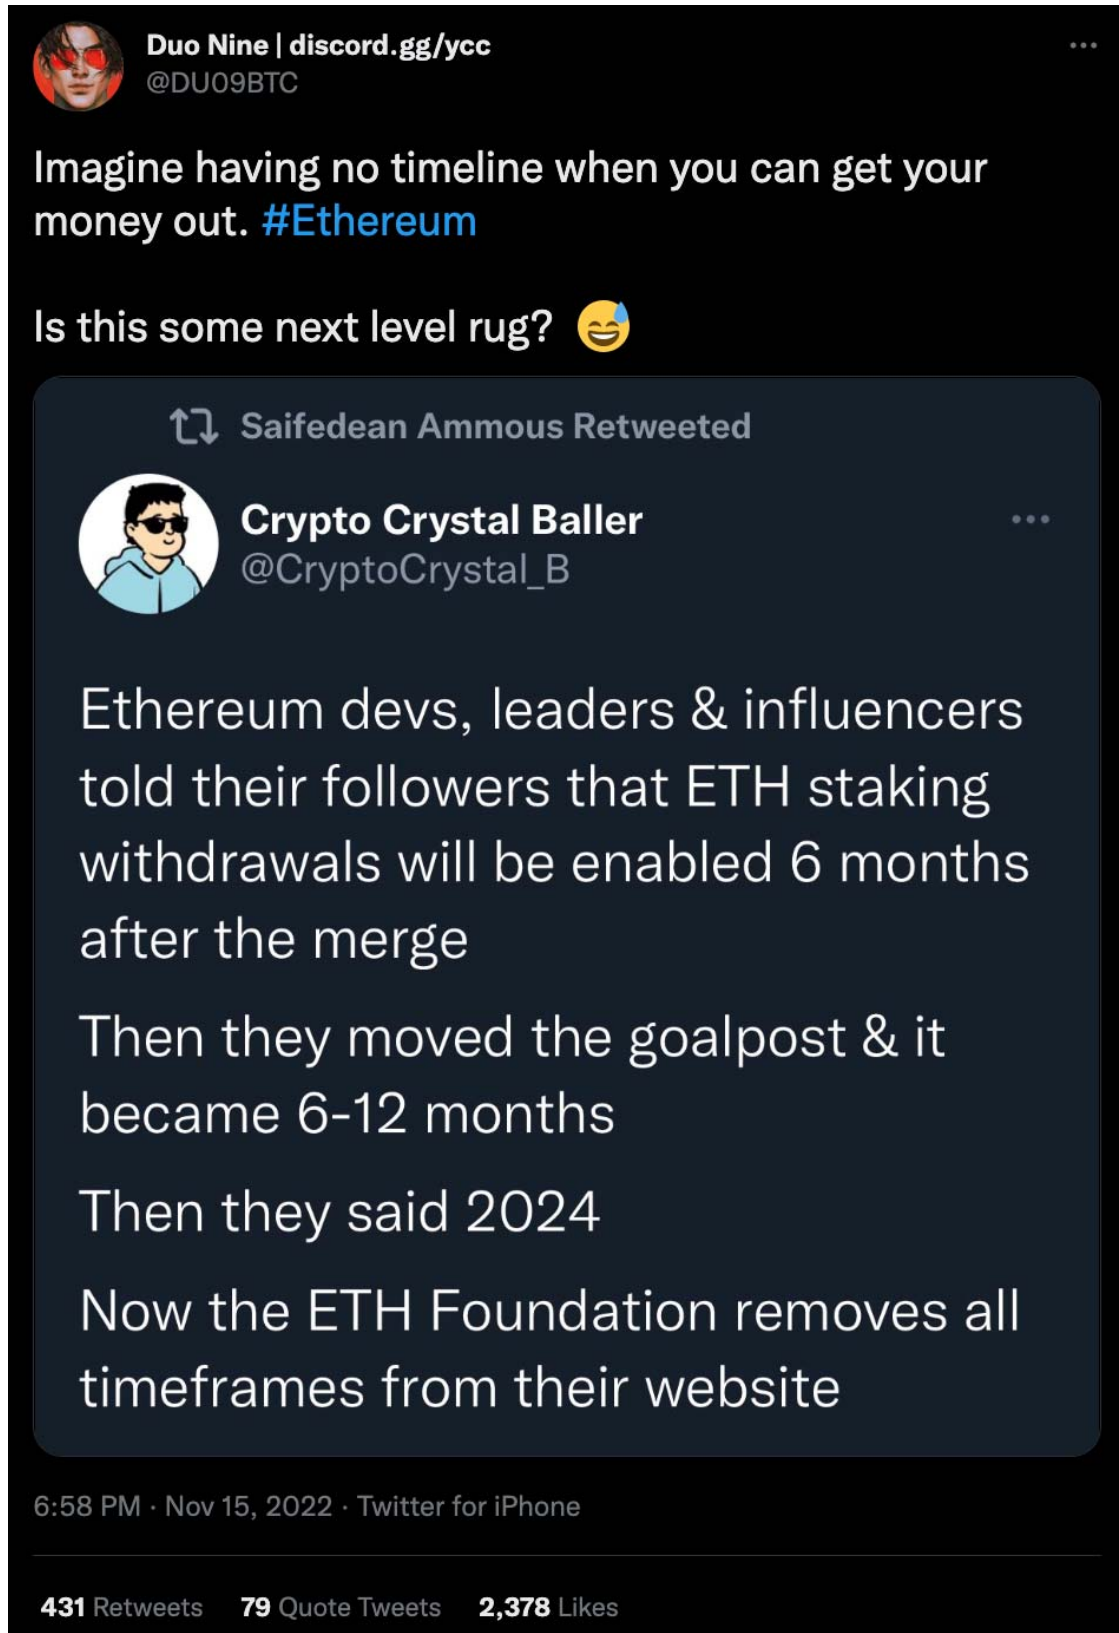 Duo Nine | discord.gg/ycc
@DU09BTC
Imagine having no timeline when you can get your
money out. #Ethereum
Is this some next level rug? 😅
Saifedean Ammous Retweeted
Crypto Crystal Baller
@CryptoCrystal_B
Ethereum devs, leaders & influencers
told their followers that ETH staking
withdrawals will be enabled 6 months
after the merge
Then they moved the goalpost & it
became 6-12 months
Then they said 2024
Now the ETH Foundation removes all
timeframes from their website
6:58 PM · Nov 15, 2022 · Twitter for iPhone
431 Retweets 79 Quote Tweets 2,378 Likes